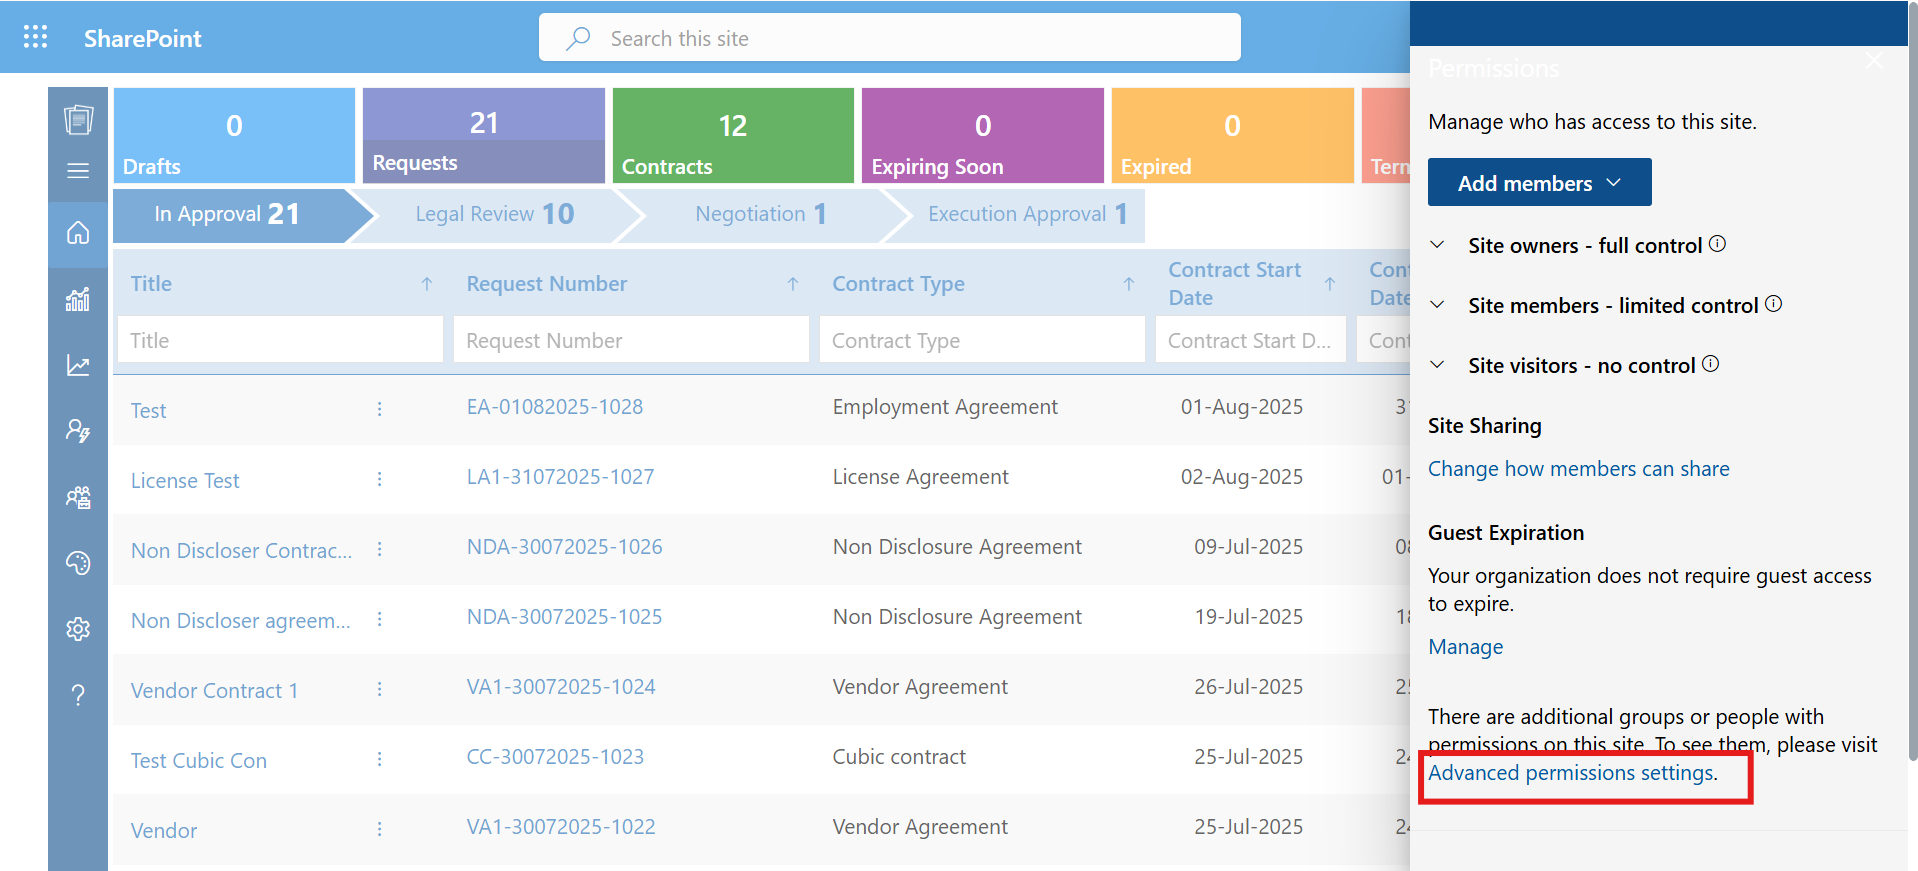 SharePoint
Search this site
0
Drafts
21
Requests
12
Contracts
0
Expiring Soon
0
Expired
Term
In Approval 21
Legal Review 10
Negotiation 1
Execution Approval 1
Title
Request Number
Contract Type
Contract Start
Date
Cont
Date
Title
Request Number
Contract Type
Contract Start D...
Cont
Test
EA-01082025-1028
Employment Agreement
01-Aug-2025
3
License Test
LA1-31072025-1027
License Agreement
02-Aug-2025
01-
Non Discloser Contrac...
NDA-30072025-1026
Non Disclosure Agreement
09-Jul-2025
08
Non Discloser agreem...
NDA-30072025-1025
Non Disclosure Agreement
19-Jul-2025
18
Vendor Contract 1
VA1-30072025-1024
Vendor Agreement
26-Jul-2025
25
Test Cubic Con
CC-30072025-1023
Cubic contract
25-Jul-2025
24
Vendor
VA1-30072025-1022
Vendor Agreement
25-Jul-2025
24
Permissions
Manage who has access to this site.
Add members
Site owners - full control
Site members - limited control
Site visitors - no control
Site Sharing
Change how members can share
Guest Expiration
Your organization does not require guest access
to expire.
Manage
There are additional groups or people with
permissions on this site. To see them, please visit
Advanced permissions settings.